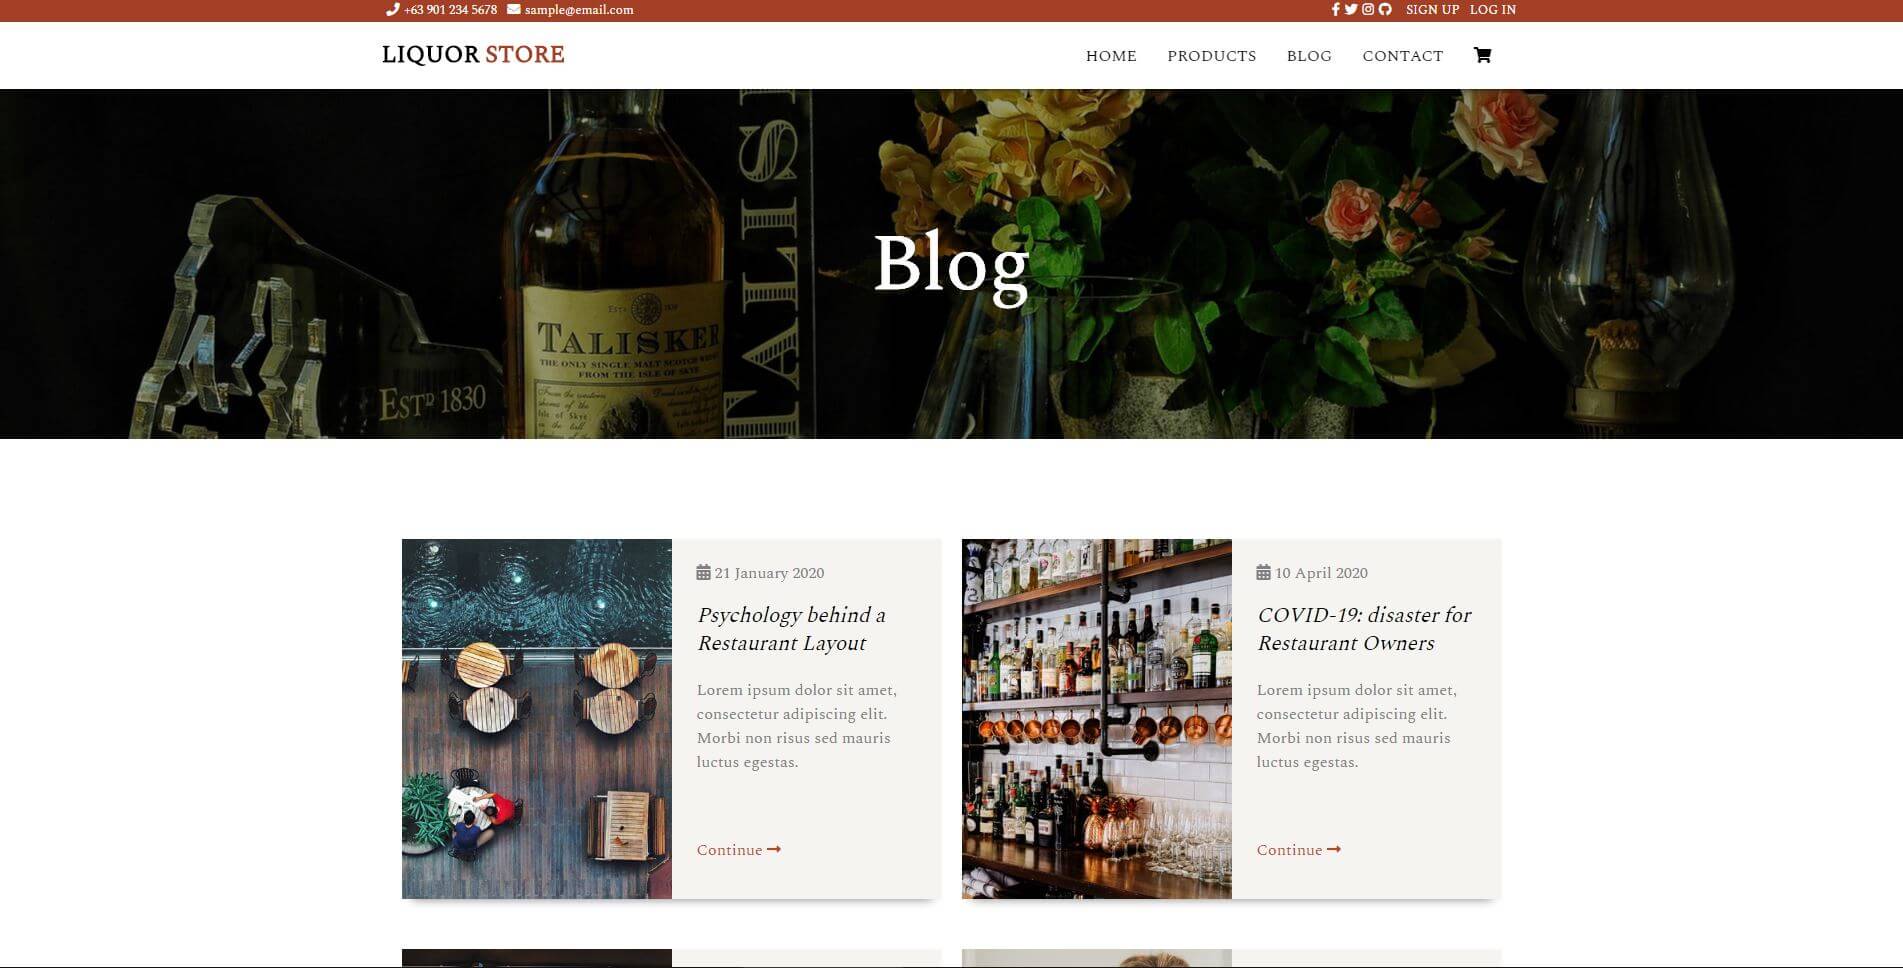 +63 901 234 5678 sample@email.com SIGN UP LOG IN
LIQUOR STORE HOME PRODUCTS BLOG CONTACT
Blog
TALISKER
ESTD 1830
TALISKER
THE ONLY SINGLE MALT SCOTCH WHISKY
FROM THE ISLE OF SKYE
21 January 2020
Psychology behind a
Restaurant Layout
Lorem ipsum dolor sit amet,
consectetur adipiscing elit.
Morbi non risus sed mauris
luctus egestas.
Continue
10 April 2020
COVID-19: disaster for
Restaurant Owners
Lorem ipsum dolor sit amet,
consectetur adipiscing elit.
Morbi non risus sed mauris
luctus egestas.
Continue